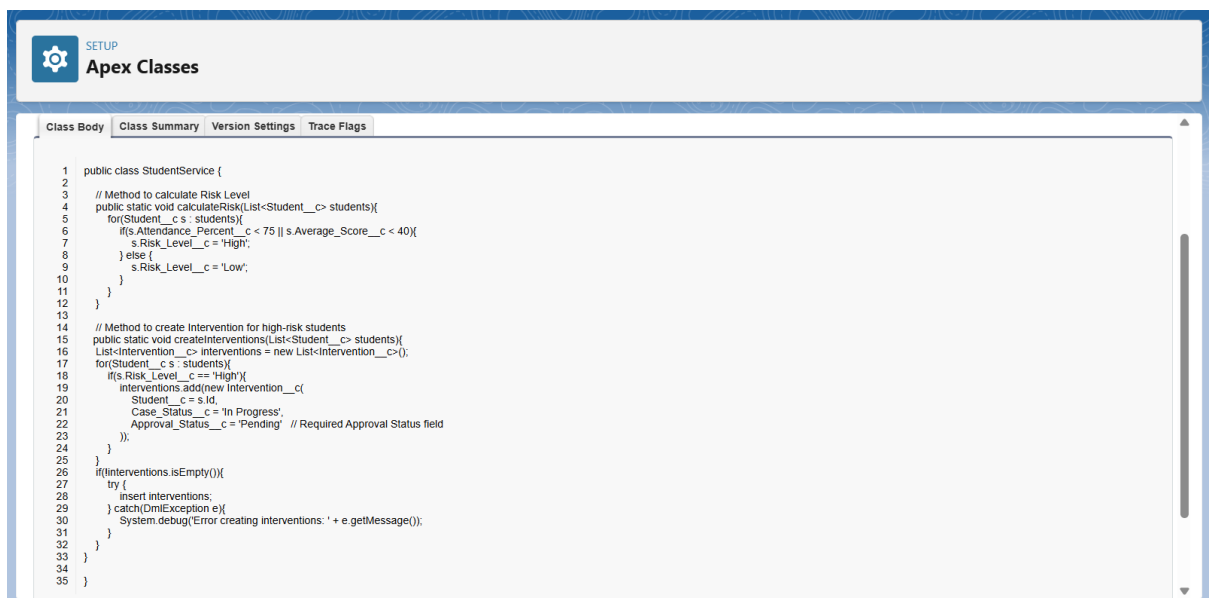 SETUP
Apex Classes
Class Body Class Summary Version Settings Trace Flags
1 public class StudentService {
2
3 // Method to calculate Risk Level
4 public static void calculateRisk(List<Student__c> students){
5 for(Student__c s : students){
6 if(s.Attendance_Percent__c < 75 || s.Average_Score__c < 40){
7 s.Risk_Level__c = 'High';
8 } else {
9 s.Risk_Level__c = 'Low';
10 }
11 }
12 }
13
14 // Method to create Intervention for high-risk students
15 public static void createInterventions(List<Student__c> students){
16 List<Intervention__c> interventions = new List<Intervention__c>();
17 for(Student__c s : students){
18 if(s.Risk_Level__c == 'High'){
19 interventions.add(new Intervention__c(
20 Student__c = s.Id,
21 Case_Status__c = 'In Progress',
22 Approval_Status__c = 'Pending' // Required Approval Status field
23 ));
24 }
25 }
26 if(!interventions.isEmpty()){
27 try {
28 insert interventions;
29 } catch(DmlException e){
30 System.debug('Error creating interventions: ' + e.getMessage());
31 }
32 }
33 }
34
35 }